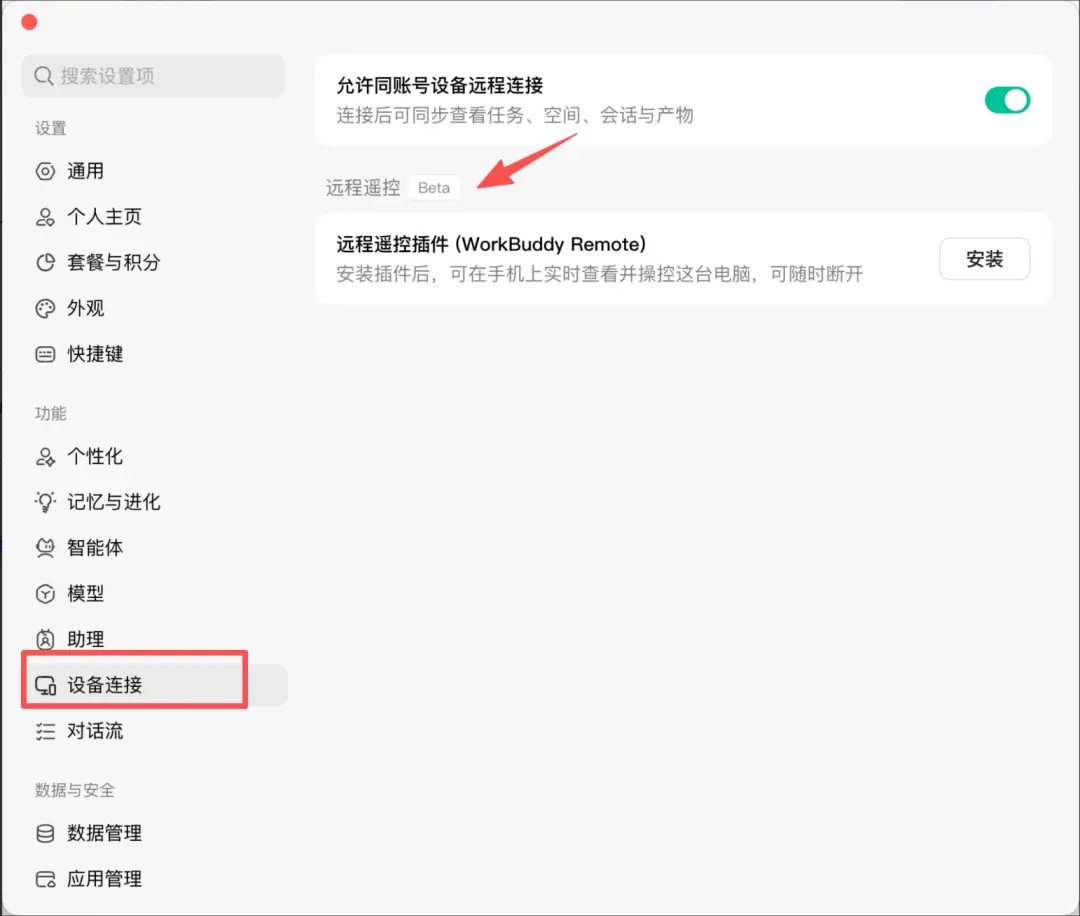 搜索设置项
设置
通用
个人主页
套餐与积分
外观
快捷键
功能
个性化
记忆与进化
智能体
模型
助理
设备连接
对话流
数据与安全
数据管理
应用管理
允许同账号设备远程连接
连接后可同步查看任务、空间、会话与产物
远程遥控 Beta
远程遥控插件 (WorkBuddy Remote)
安装插件后，可在手机上实时查看并操控这台电脑，可随时断开
安装